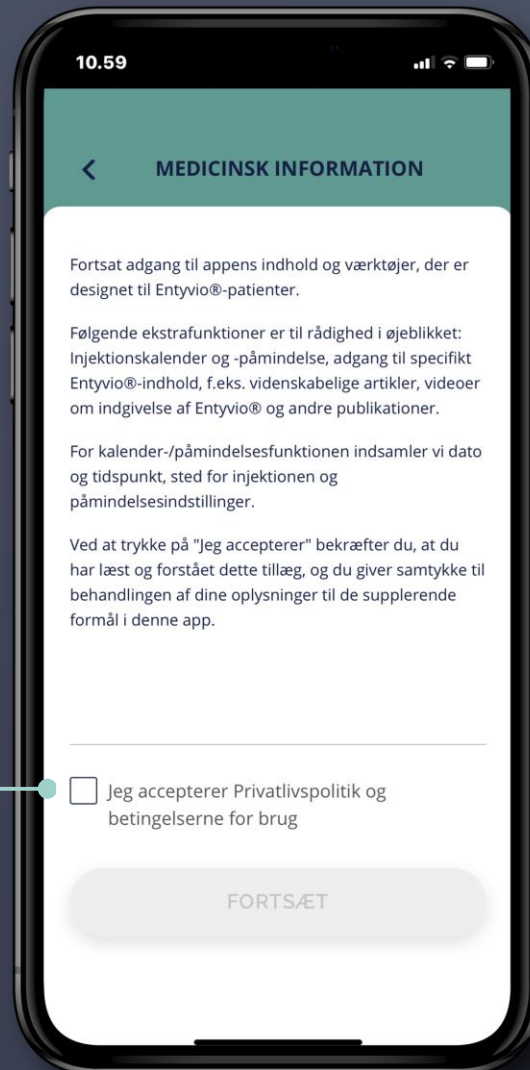 10.59
MEDICINSK INFORMATION
Fortsat adgang til appens indhold og værktøjer, der er
designet til Entyvio®-patienter.
Følgende ekstrafunktioner er til rådighed i øjeblikket:
Injektionskalender og -påmindelse, adgang til specifikt
Entyvio®-indhold, f.eks. videnskabelige artikler, videoer
om indgivelse af Entyvio® og andre publikationer.
For kalender-/påmindelsesfunktionen indsamler vi dato
og tidspunkt, sted for injektionen og
påmindelsesindstillinger.
Ved at trykke på "Jeg accepterer" bekræfter du, at du
har læst og forstået dette tillæg, og du giver samtykke til
behandlingen af dine oplysninger til de supplerende
formål i denne app.
Jeg accepterer Privatlivspolitik og
betingelserne for brug
FORTSÆT